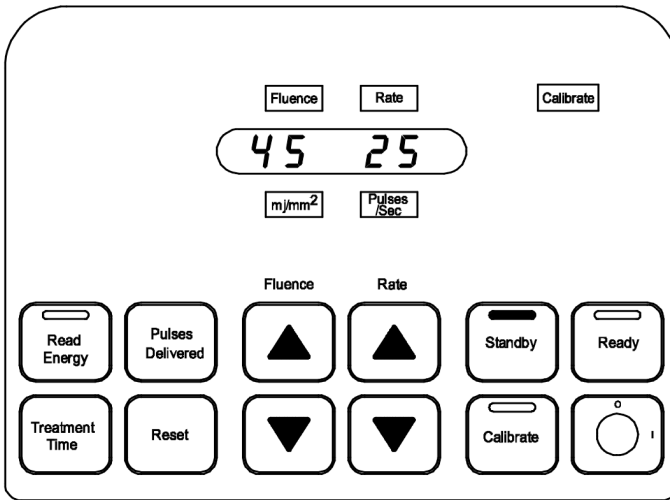 Fluence Rate Calibrate
45 25
mj/mm² Pulses
/Sec
Fluence Rate
Read
Energy
Pulses
Delivered
Standby
Ready
Treatment
Time
Reset
Calibrate
O
I